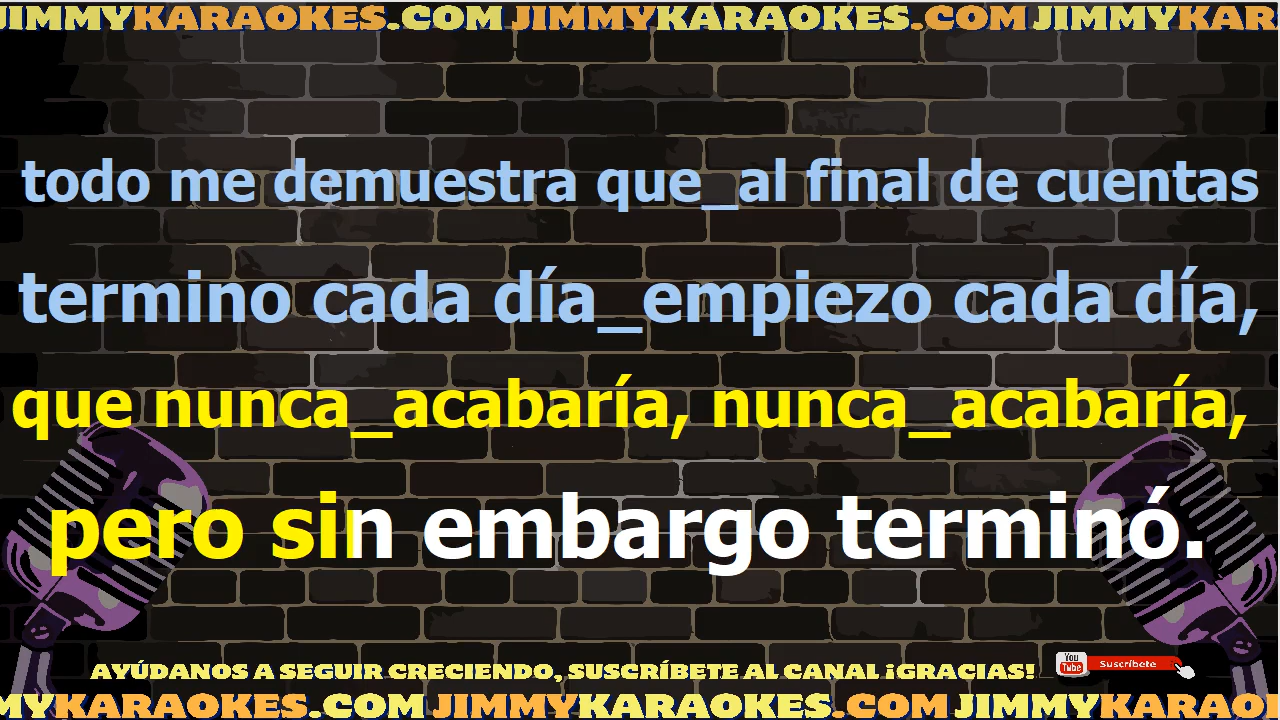 JIMMYKARAOKES.COM JIMMYKARAOKES.COM JIMMYKAR
todo me demuestra que_al final de cuentas
termino cada día_empiezo cada día,
que nunca_acabaría, nunca_acabaría,
pero sin embargo terminó.
AYÚDANOS A SEGUIR CRECIENDO, SUSCRÍBETE AL CANAL ¡GRACIAS!
You Tube Suscríbete
MYKARAOKES.COM JIMMYKARAOKES.COM JIMMYKARAO